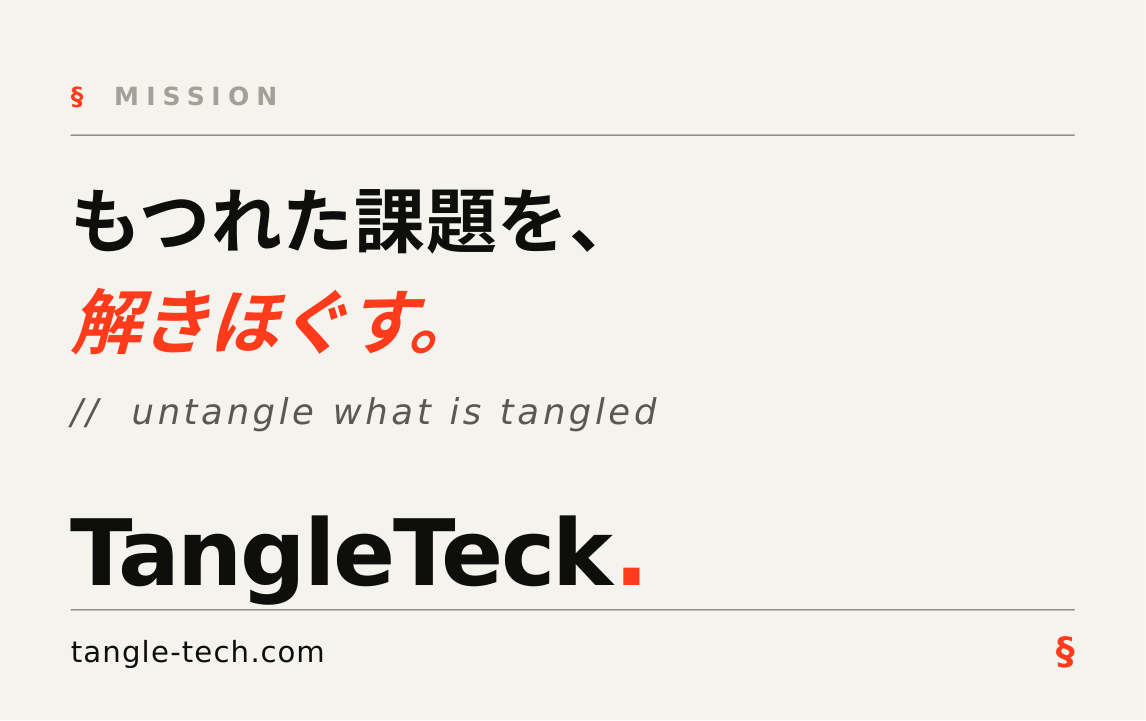 § MISSION
もつれた課題を、
解きほぐす。
// untangle what is tangled
TangleTeck.
tangle-tech.com
§